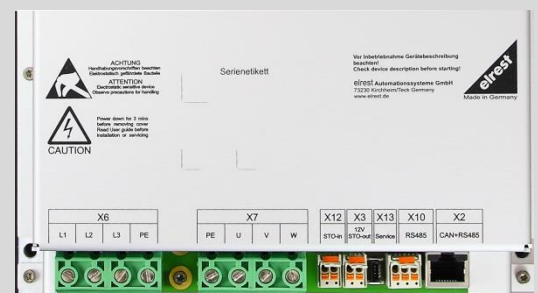 ACHTUNG
Handhabungsvorschriften beachten
Elektrostatisch gefährdete Bauteile
ATTENTION
Electrostatic sensitive device
Observe precautions for handling
Power down for 2 mins
before removing cover
Read User guide before
installation or servicing
CAUTION
Serienetikett
Vor Inbetriebnahme Gerätebeschreibung
beachten!
Check device description before starting!
elrest Automationssysteme GmbH
73230 Kirchheim/Teck Germany
www.elrest.de
elrest
Made in Germany
X6
L1 L2 L3 PE
X7
PE U V W
X12 X3 X13 X10 X2
STO-in 12V STO-out Service RS485 CAN+RS485